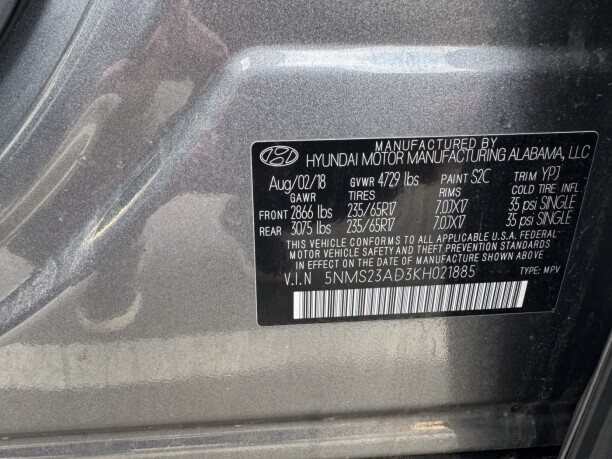 MANUFACTURED BY
HYUNDAI MOTOR MANUFACTURING ALABAMA, LLC
Aug/02/18 GVWR 4729 lbs PAINT S2C TRIM YPJ
GAWR TIRES RIMS COLD TIRE INFL
FRONT 2866 lbs 235/65R17 7.0JX17 35 psi SINGLE
REAR 3075 lbs 235/65R17 7.0JX17 35 psi SINGLE
THIS VEHICLE CONFORMS TO ALL APPLICABLE U.S.A. FEDERAL-
MOTOR VEHICLE SAFETY AND THEFT PREVENTION STANDARDS
IN EFFECT ON THE DATE OF MANUFACTURE SHOWN ABOVE
V.I.N 5NMS23AD3KH021885 TYPE: MPV